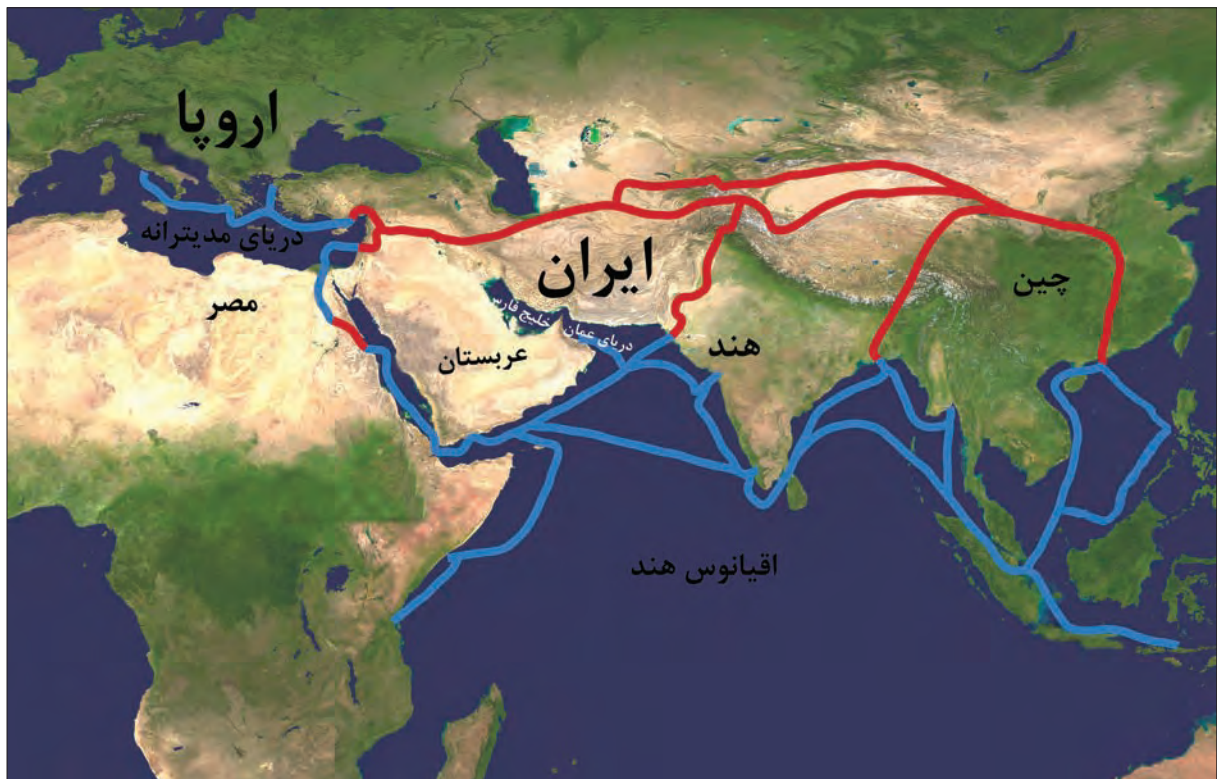 اروپا
دریای مدیترانه
ایران
چین
مصر
خلیج فارس
دریای عمان
هند
عربستان
اقیانوس هند